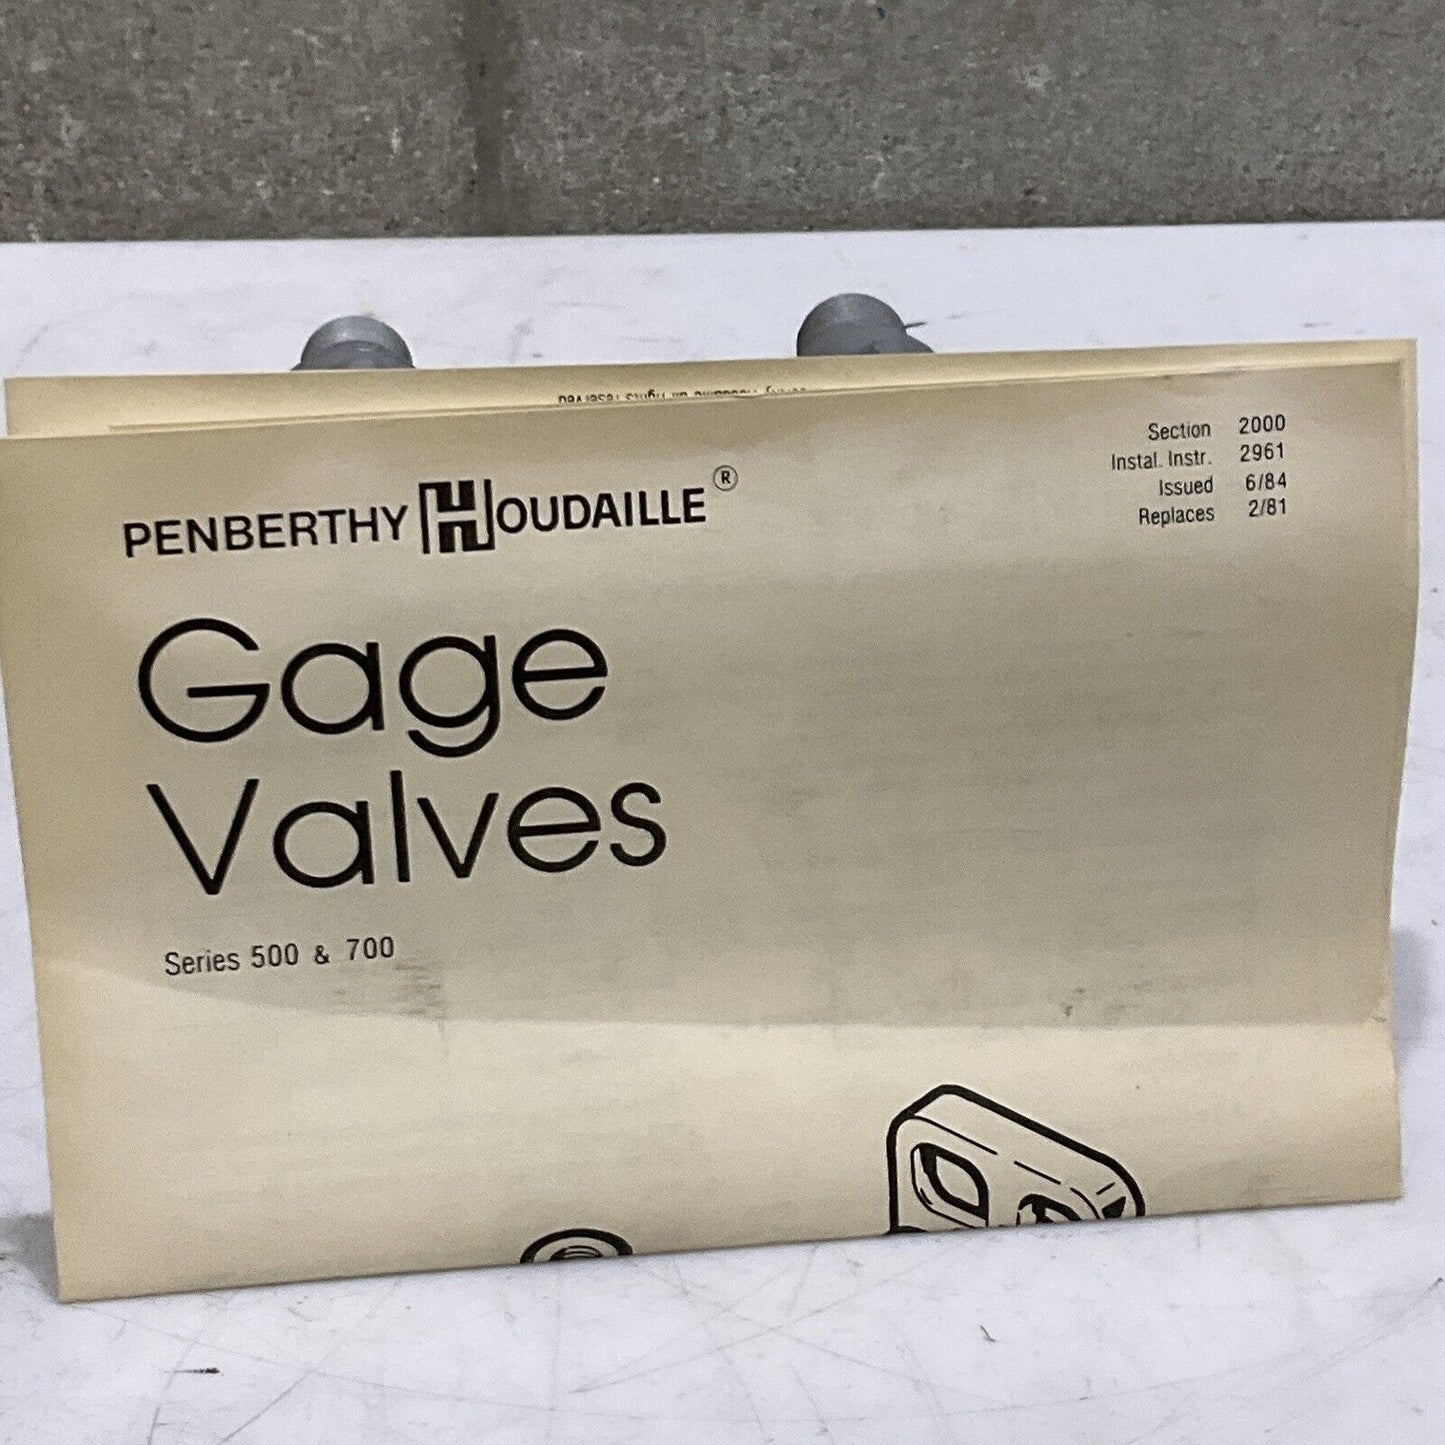 PENBERTHY HOUDAILLE ®
Section 2000
Instal. Instr. 2961
Issued 6/84
Replaces 2/81
Gage
Valves
Series 500 & 700